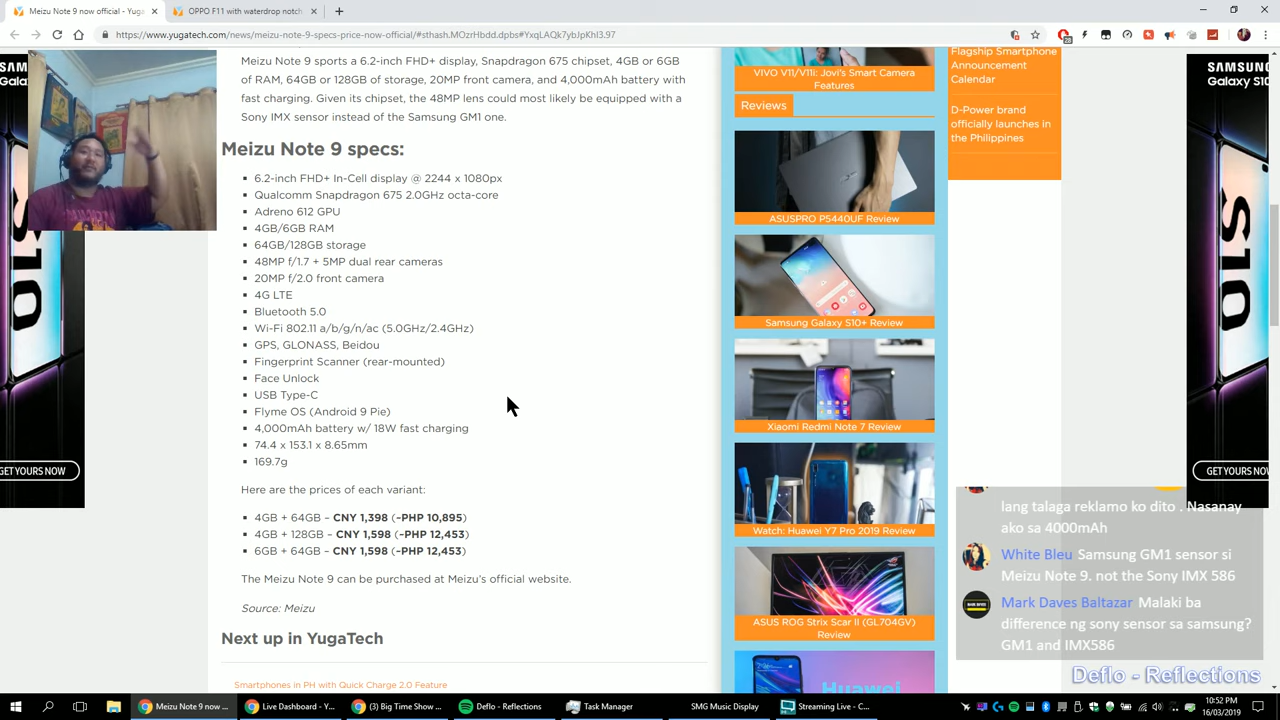 Meizu Note 9 now official - Yuga
OPPO F11 with waterdrop notch
https://www.yugatech.com/news/meizu-note-9-specs-price-now-official/#sthash.MOzrHbdd.dpbs#YxqLAQk7ybJpKhI3.97
28
SAMSUNG
Galaxy S10
S10
GET YOURS NOW
Meizu Note 9 sports a 6.2-inch FHD+ display, Snapdragon 675 chipset, 4GB or 6GB
of RAM, 64GB or 128GB of storage, 20MP front camera, and 4,000mAh battery with
fast charging. Given its chipset, the 48MP lens could most likely be equipped with a
Sony IMX sensor instead of the Samsung GM1 one.
Meizu Note 9 specs:
6.2-inch FHD+ In-Cell display @ 2244 x 1080px
Qualcomm Snapdragon 675 2.0GHz octa-core
Adreno 612 GPU
4GB/6GB RAM
64GB/128GB storage
48MP f/1.7 + 5MP dual rear cameras
20MP f/2.0 front camera
4G LTE
Bluetooth 5.0
Wi-Fi 802.11 a/b/g/n/ac (5.0GHz/2.4GHz)
GPS, GLONASS, Beidou
Fingerprint Scanner (rear-mounted)
Face Unlock
USB Type-C
Flyme OS (Android 9 Pie)
4,000mAh battery w/ 18W fast charging
74.4 x 153.1 x 8.65mm
169.7g
Here are the prices of each variant:
4GB + 64GB – CNY 1,398 (~PHP 10,895)
4GB + 128GB – CNY 1,598 (~PHP 12,453)
6GB + 64GB – CNY 1,598 (~PHP 12,453)
The Meizu Note 9 can be purchased at Meizu's official website.
Source: Meizu
Next up in YugaTech
Smartphones in PH with Quick Charge 2.0 Feature
VIVO V11/V11i: Jovi's Smart Camera
Features
Reviews
ASUSPRO P5440UF Review
Samsung Galaxy S10+ Review
Xiaomi Redmi Note 7 Review
Watch: Huawei Y7 Pro 2019 Review
ASUS ROG Strix Scar II (GL704GV)
Review
Huawei
Flagship Smartphone
Announcement
Calendar
D-Power brand
officially launches in
the Philippines
SAMSUNG
Galaxy S10
S10
GET YOURS NOW
lang talaga reklamo ko dito . Nasanay
ako sa 4000mAh
White Bleu Samsung GM1 sensor si
Meizu Note 9. not the Sony IMX 586
Mark Daves Baltazar Malaki ba
difference ng sony sensor sa samsung?
GM1 and IMX586
Deflo - Reflections
Meizu Note 9 now ...
Live Dashboard - Y...
(3) Big Time Show ...
Deflo - Reflections
Task Manager
SMG Music Display
Streaming Live - C...
10:52 PM
16/03/2019